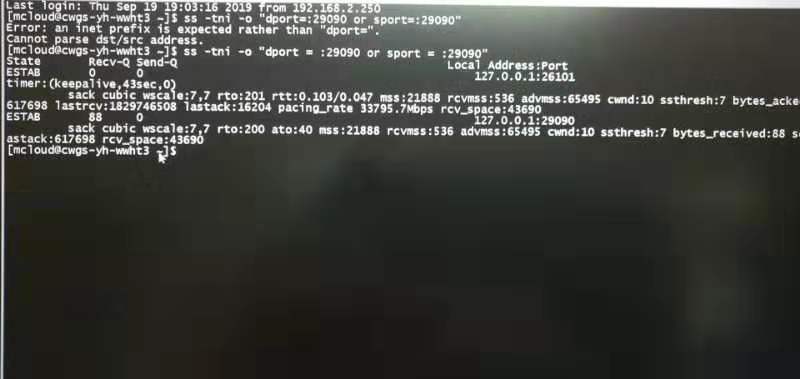 Last login: Thu Sep 19 19:03:16 2019 from 192.168.2.250
[mcloud@cwgs-yh-wwht3 ~]$ ss -tni -o "dport=:29090 or sport=:29090"
Error: an inet prefix is expected rather than "dport=".
Cannot parse dst/src address.
[mcloud@cwgs-yh-wwht3 ~]$ ss -tni -o "dport = :29090 or sport = :29090"
State Recv-Q Send-Q Local Address:Port
ESTAB 0 0 127.0.0.1:26101
timer:(keepalive,43sec,0)
sack cubic wscale:7,7 rto:201 rtt:0.103/0.047 mss:21888 rcvmss:536 advmss:65495 cwnd:10 ssthresh:7 bytes_acke
617698 lastrcv:1829746508 lastack:16204 pacing_rate 33795.7Mbps rcv_space:43690
ESTAB 88 0 127.0.0.1:29090
sack cubic wscale:7,7 rto:200 ato:40 mss:21888 rcvmss:536 advmss:65495 cwnd:10 ssthresh:7 bytes_received:88 s
astack:617698 rcv_space:43690
[mcloud@cwgs-yh-wwht3 ~]$